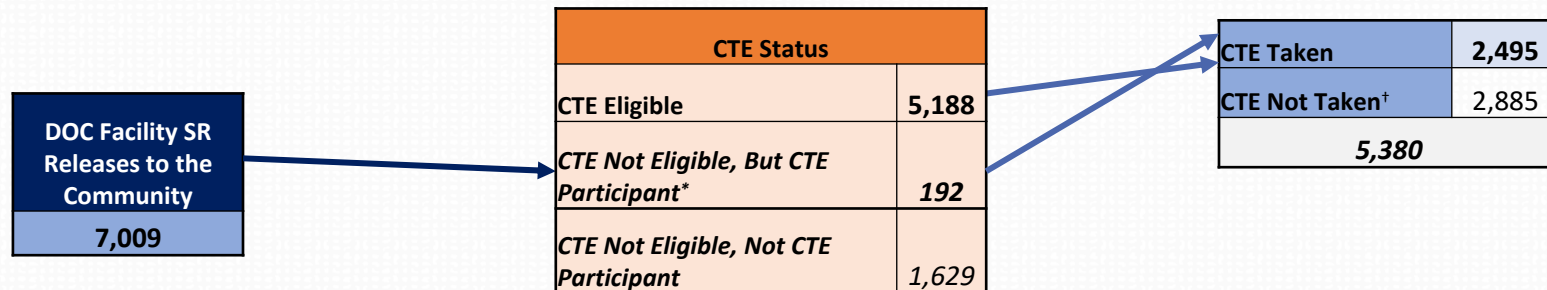 DOC Facility SR
Releases to the
Community
7,009
CTE Status
CTE Eligible 5,188
CTE Not Eligible, But CTE
Participant* 192
CTE Not Eligible, Not CTE
Participant 1,629
CTE Taken 2,495
CTE Not Taken† 2,885
5,380